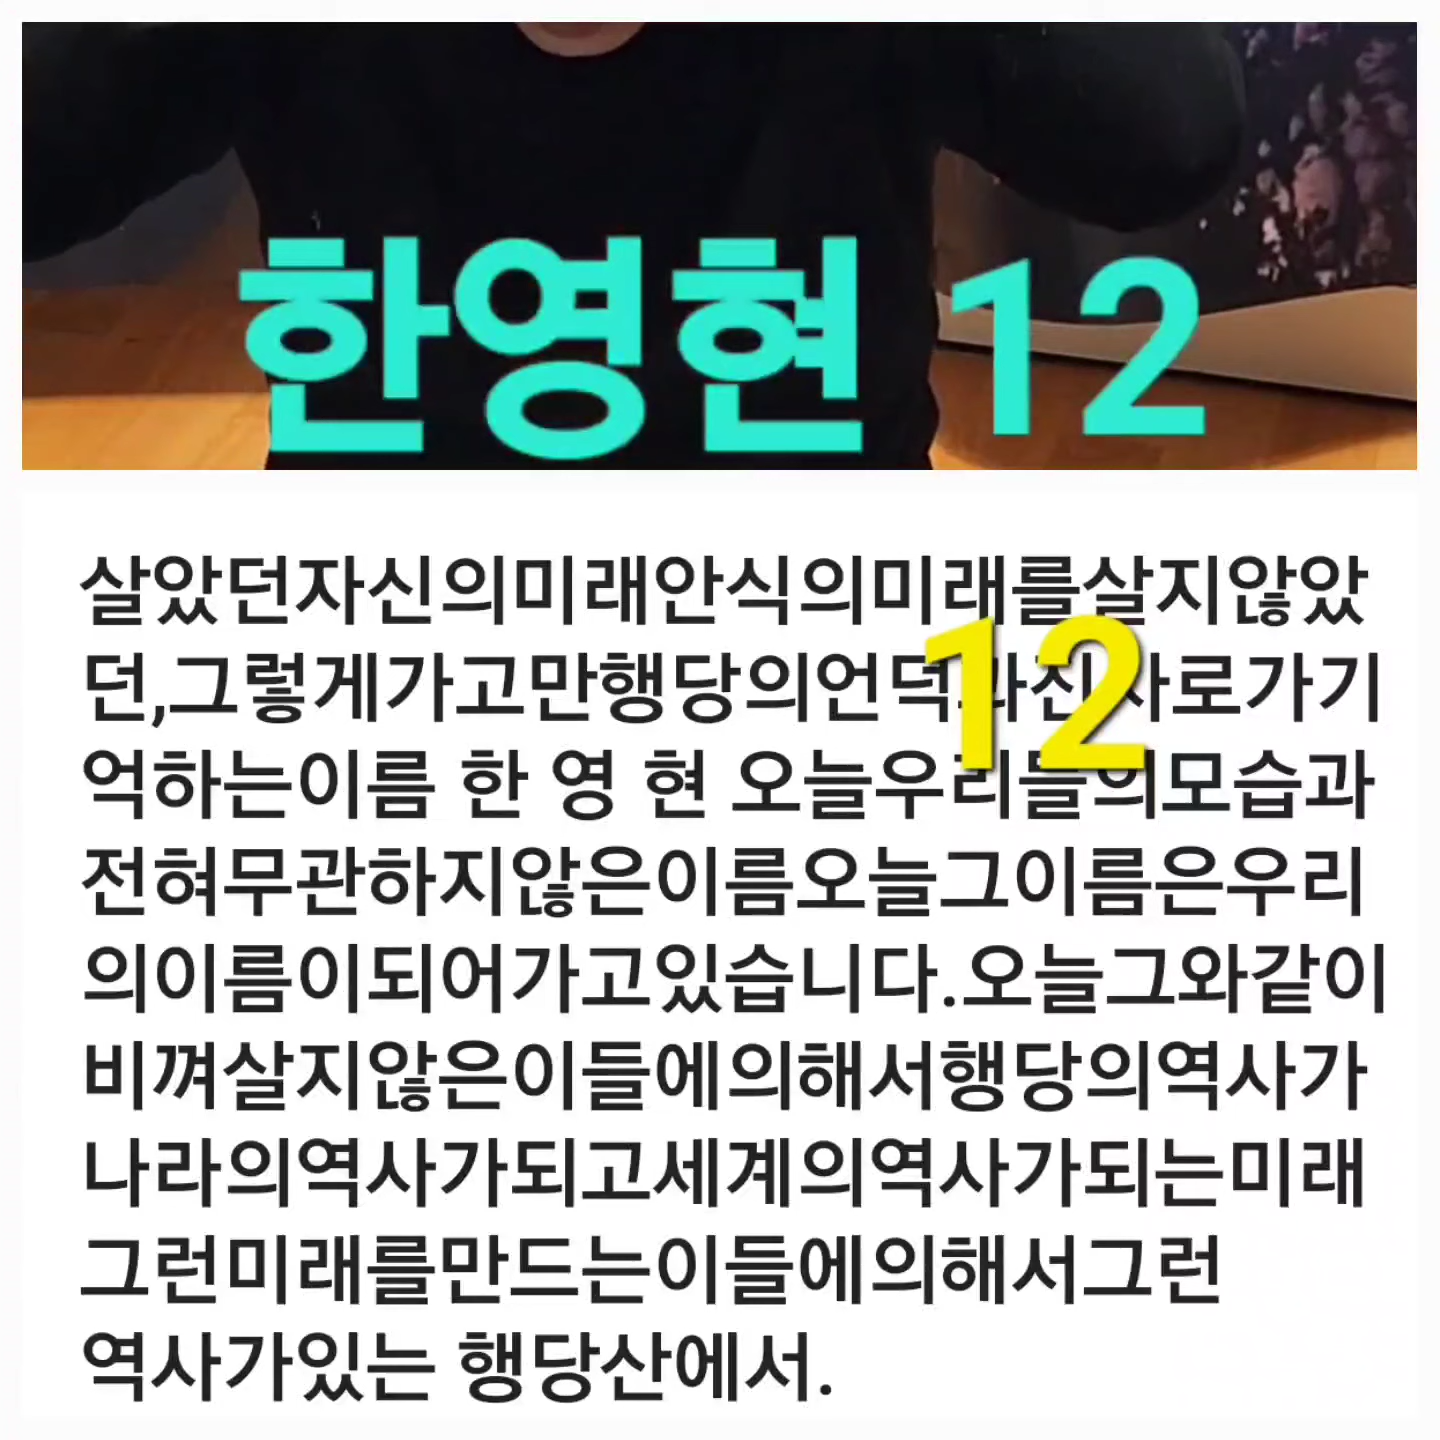 한영현 12
살았던자신의미래안식의미래를살지않았
던,그렇게가고만행당의언덕과진사로가기
12
억하는이름 한 영 현 오늘우리들의모습과
전혀무관하지않은이름오늘그이름은우리
의이름이되어가고있습니다.오늘그와같이
비껴살지않은이들에의해서행당의역사가
나라의역사가되고세계의역사가되는미래
그런미래를만드는이들에의해서그런
역사가있는 행당산에서.